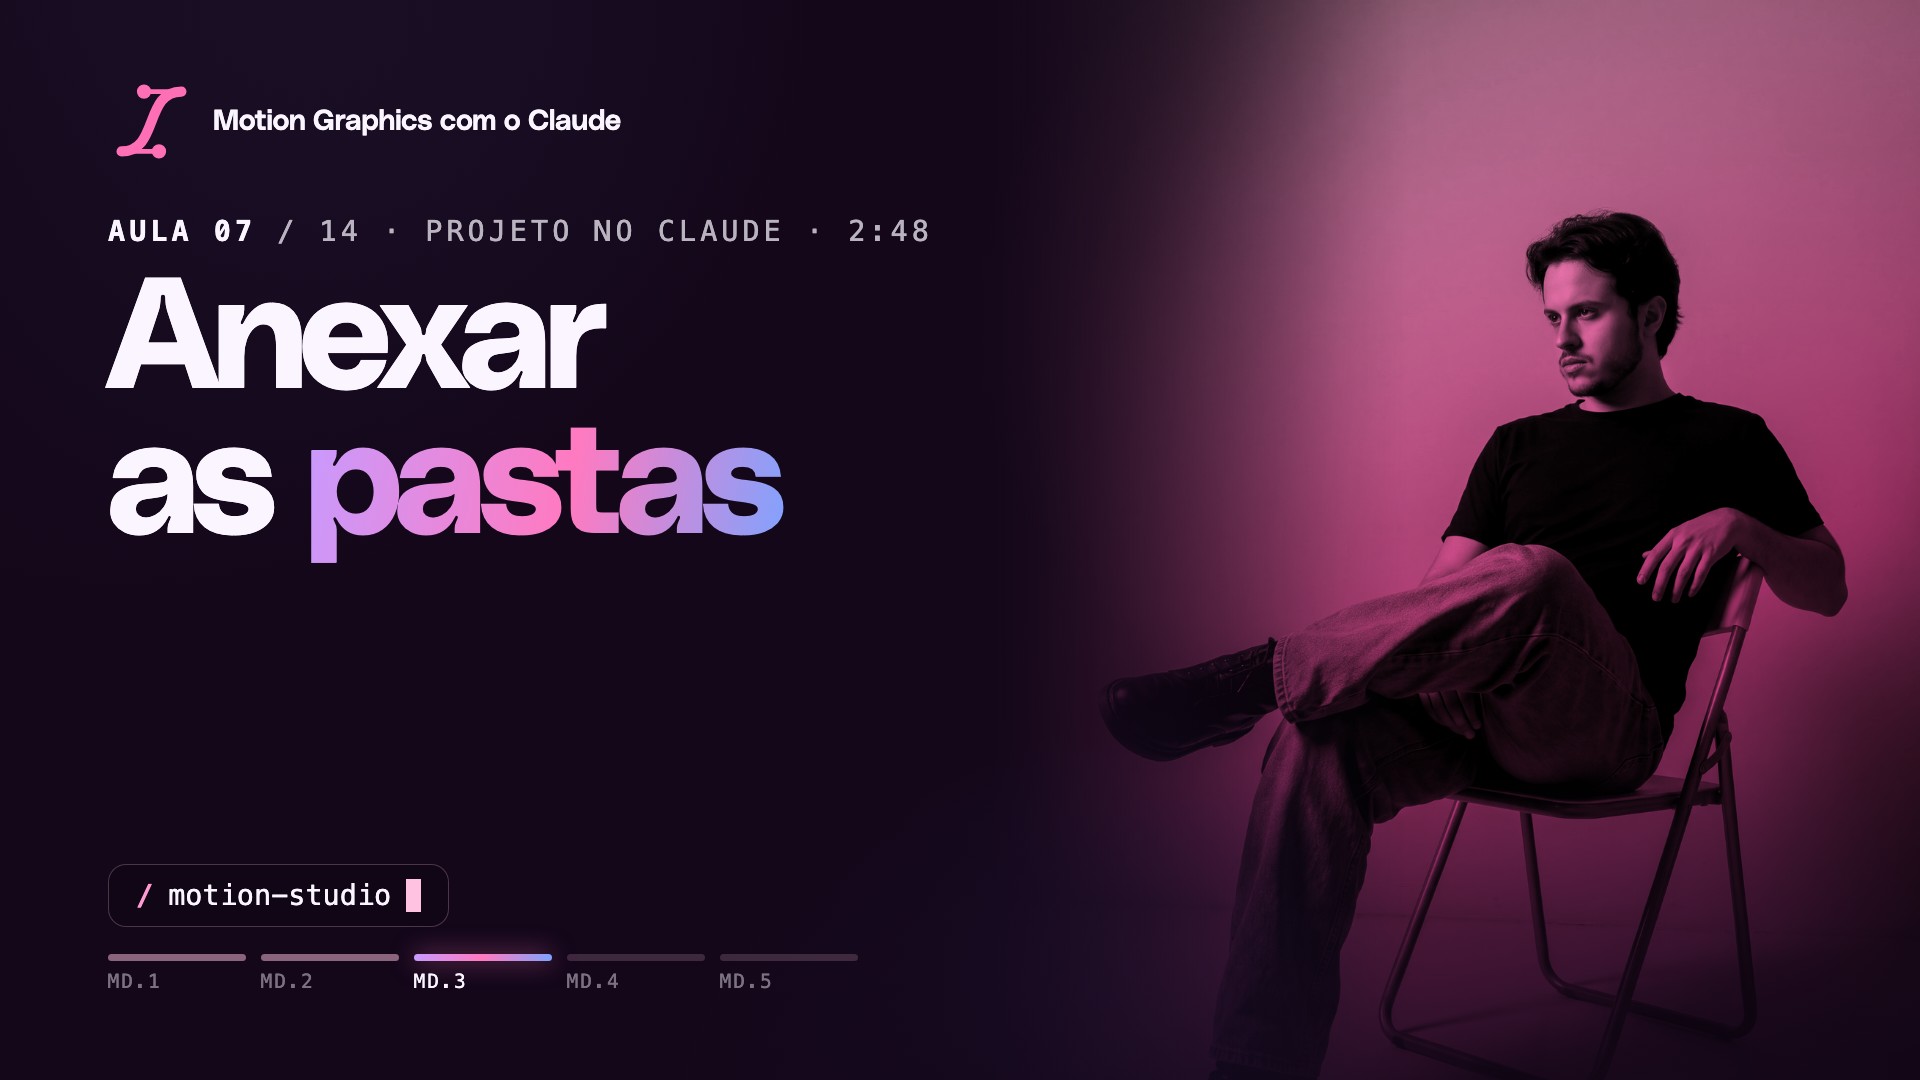 Motion Graphics com o Claude
AULA 07 / 14 · PROJETO NO CLAUDE · 2:48
Anexar
as pastas
/ motion-studio
MD.1 MD.2 MD.3 MD.4 MD.5